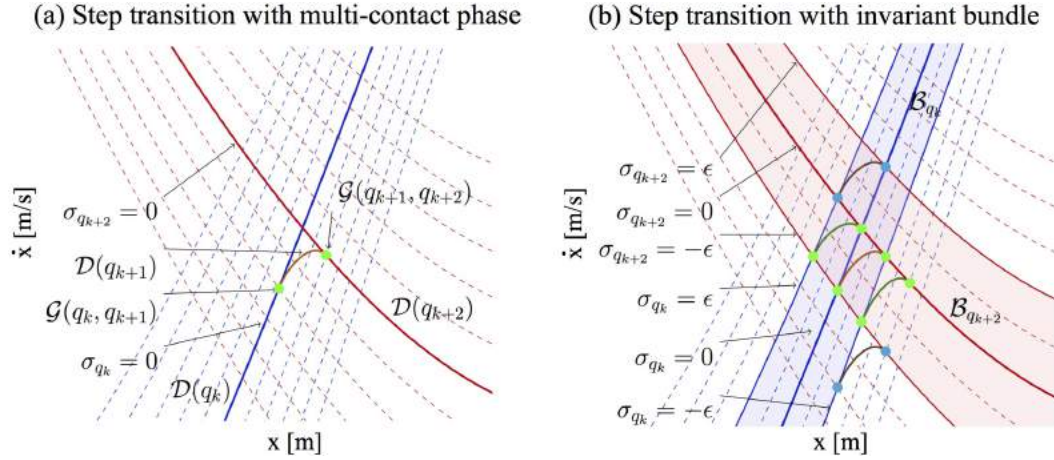 (a) Step transition with multi-contact phase
ẋ [m/s]
σ_{q_{k+2}} = 0
𝒟(q_{k+1})
𝒢(q_k, q_{k+1})
σ_{q_k} = 0
𝒟(q_k)
𝒢(q_{k+1}, q_{k+2})
𝒟(q_{k+2})
x [m]
(b) Step transition with invariant bundle
ẋ [m/s]
σ_{q_{k+2}} = ϵ
σ_{q_{k+2}} = 0
σ_{q_{k+2}} = −ϵ
σ_{q_k} = ϵ
σ_{q_k} = 0
σ_{q_k} = −ϵ
ℬ_{q_k}
ℬ_{q_{k+2}}
x [m]